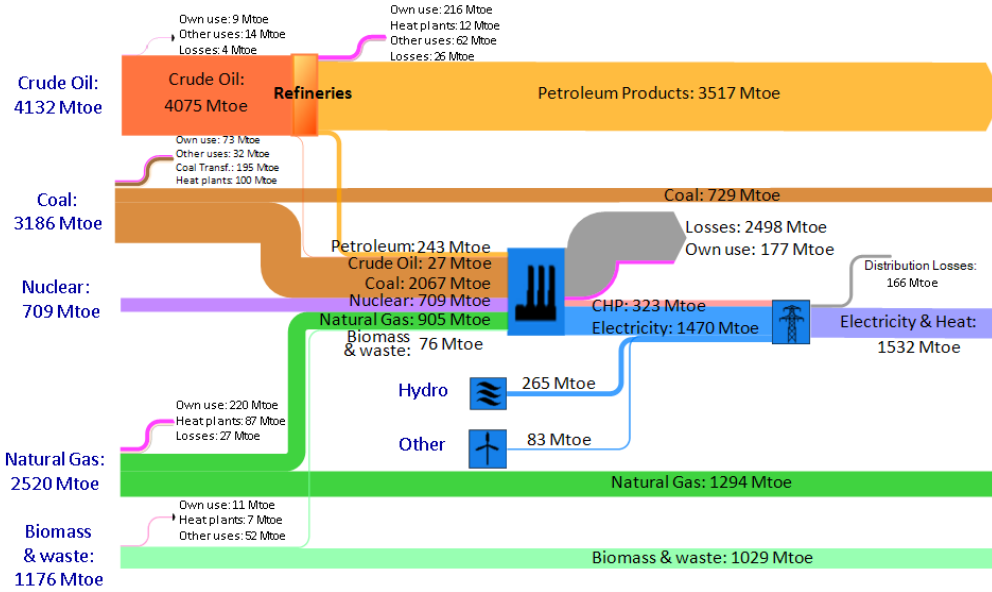 Own use: 9 Mtoe
Other uses: 14 Mtoe
Losses: 4 Mtoe
Own use: 216 Mtoe
Heat plants: 12 Mtoe
Other uses: 62 Mtoe
Losses: 26 Mtoe
Crude Oil:
4132 Mtoe
Crude Oil:
4075 Mtoe
Refineries
Petroleum Products: 3517 Mtoe
Own use: 73 Mtoe
Other uses: 32 Mtoe
Coal Transf.: 195 Mtoe
Heat plants: 100 Mtoe
Coal:
3186 Mtoe
Coal: 729 Mtoe
Losses: 2498 Mtoe
Own use: 177 Mtoe
Petroleum: 243 Mtoe
Crude Oil: 27 Mtoe
Coal: 2067 Mtoe
Nuclear: 709 Mtoe
Natural Gas: 905 Mtoe
Biomass
& waste: 76 Mtoe
Nuclear:
709 Mtoe
Distribution Losses:
166 Mtoe
CHP: 323 Mtoe
Electricity: 1470 Mtoe
Electricity & Heat:
1532 Mtoe
Hydro
265 Mtoe
Other
83 Mtoe
Own use: 220 Mtoe
Heat plants: 87 Mtoe
Losses: 27 Mtoe
Natural Gas:
2520 Mtoe
Natural Gas: 1294 Mtoe
Own use: 11 Mtoe
Heat plants: 7 Mtoe
Other uses: 52 Mtoe
Biomass
& waste:
1176 Mtoe
Biomass & waste: 1029 Mtoe